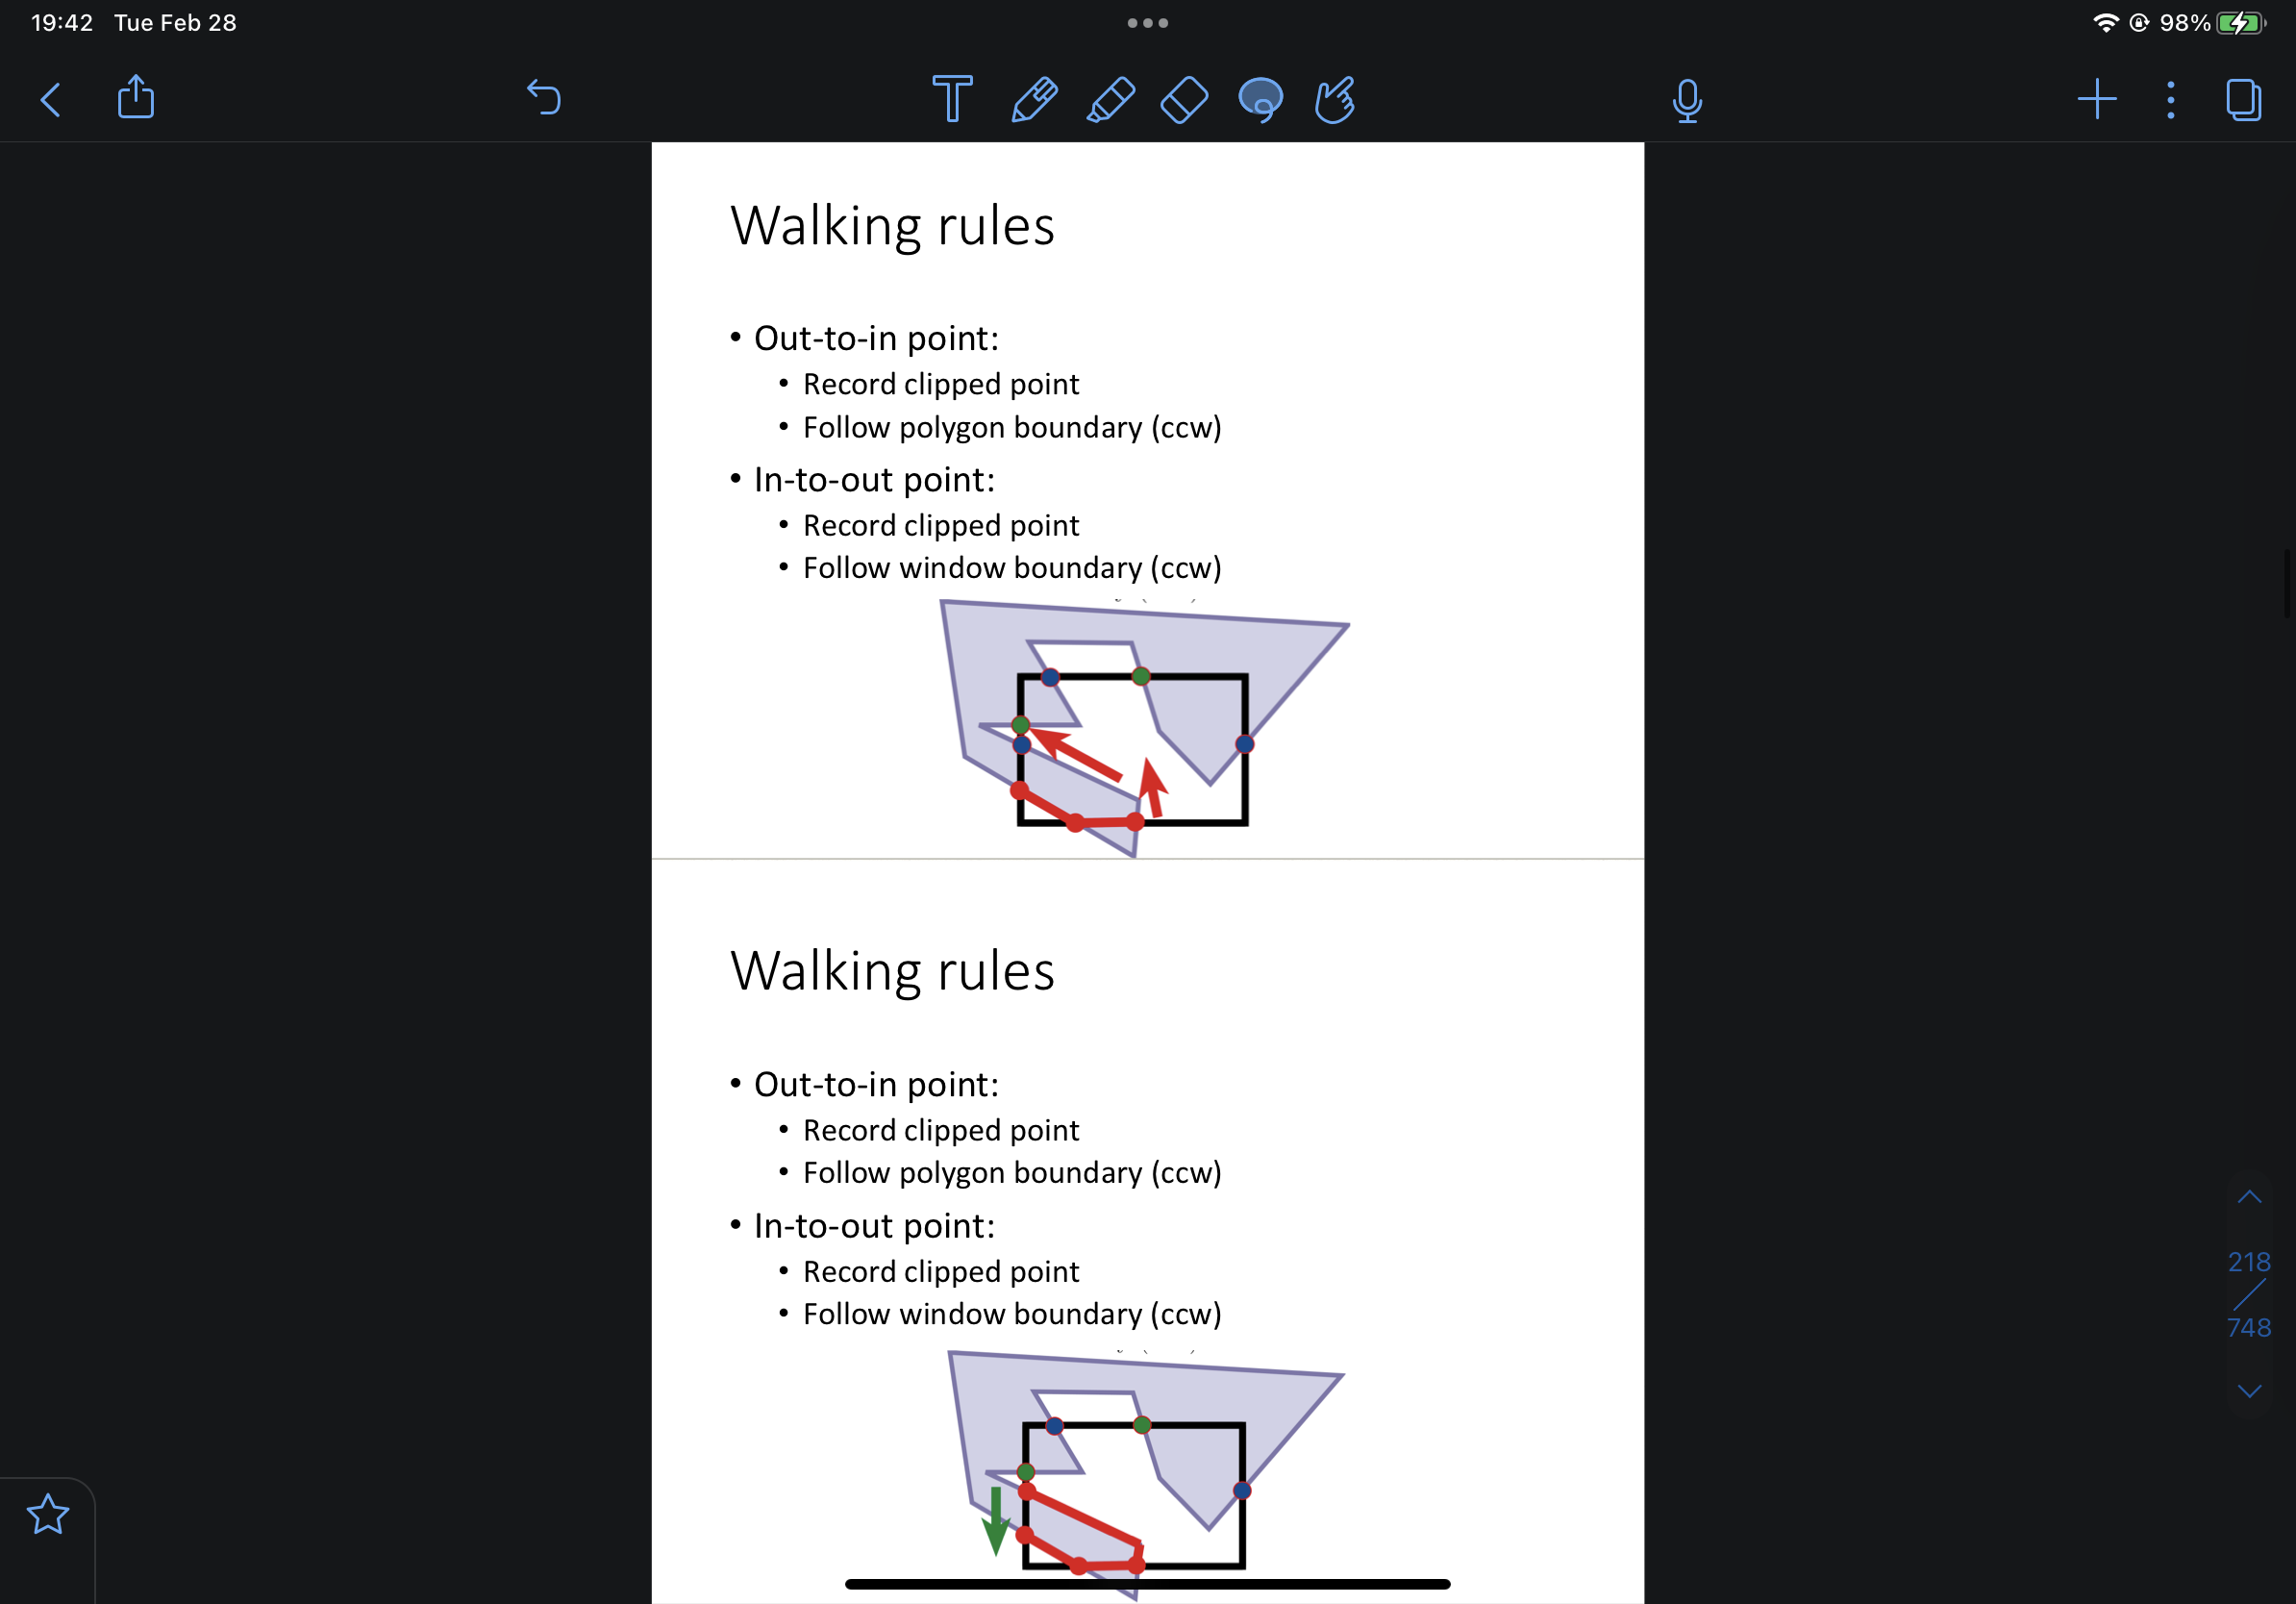 19:42 Tue Feb 28
98%
Walking rules
• Out-to-in point:
• Record clipped point
• Follow polygon boundary (ccw)
• In-to-out point:
• Record clipped point
• Follow window boundary (ccw)
Walking rules
• Out-to-in point:
• Record clipped point
• Follow polygon boundary (ccw)
• In-to-out point:
• Record clipped point
• Follow window boundary (ccw)
218
/
748